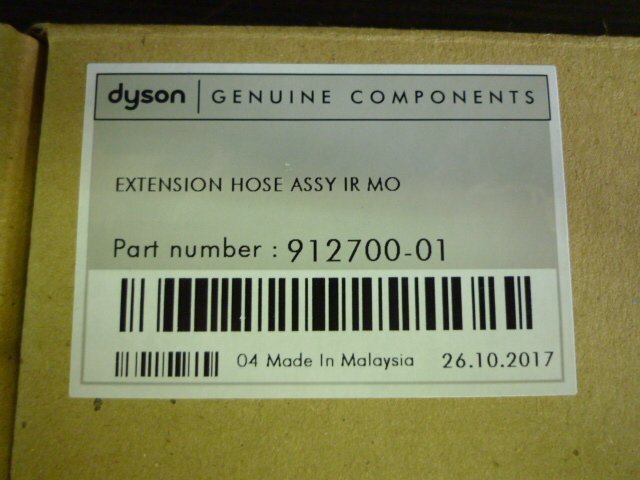 dyson | GENUINE COMPONENTS
EXTENSION HOSE ASSY IR MO
Part number : 912700-01
04 Made In Malaysia 26.10.2017